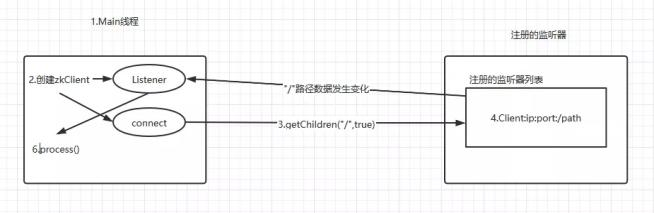 1.Main线程
注册的监听器
2.创建zkClient
Listener
"/"路径数据发生变化
注册的监听器列表
connect
3.getChildren("/",true)
4.Client:ip:port:/path
6.process()